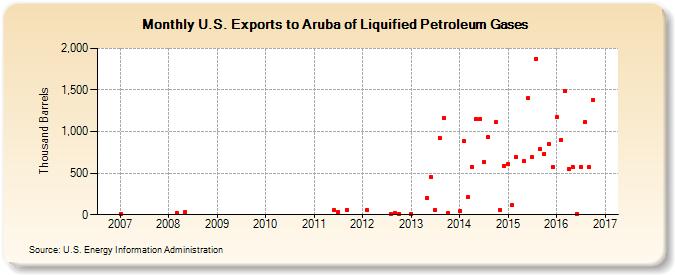 Monthly U.S. Exports to Aruba of Liquified Petroleum Gases
Thousand Barrels
2,000
1,500
1,000
500
0
2007 2008 2009 2010 2011 2012 2013 2014 2015 2016 2017
Source: U.S. Energy Information Administration